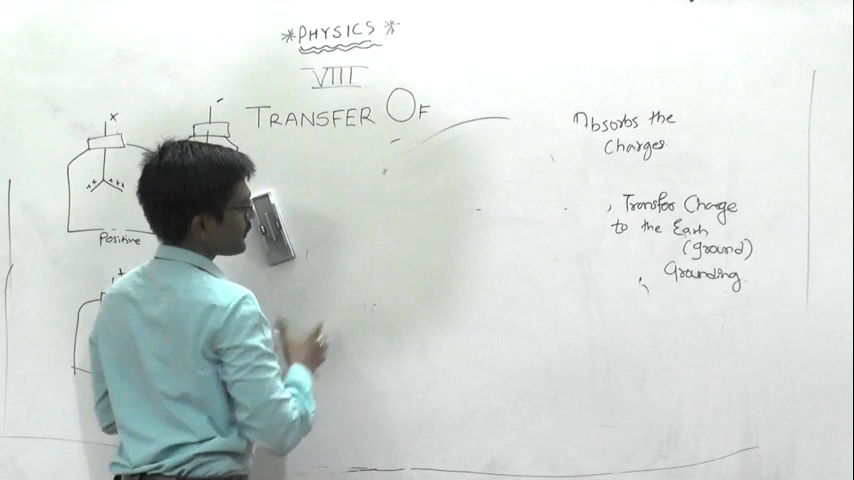 *PHYSICS*
VIII
TRANSFER OF
Positive
Absorbs the
Charges.
Transfer Charge
to the Earth
(ground)
Grounding